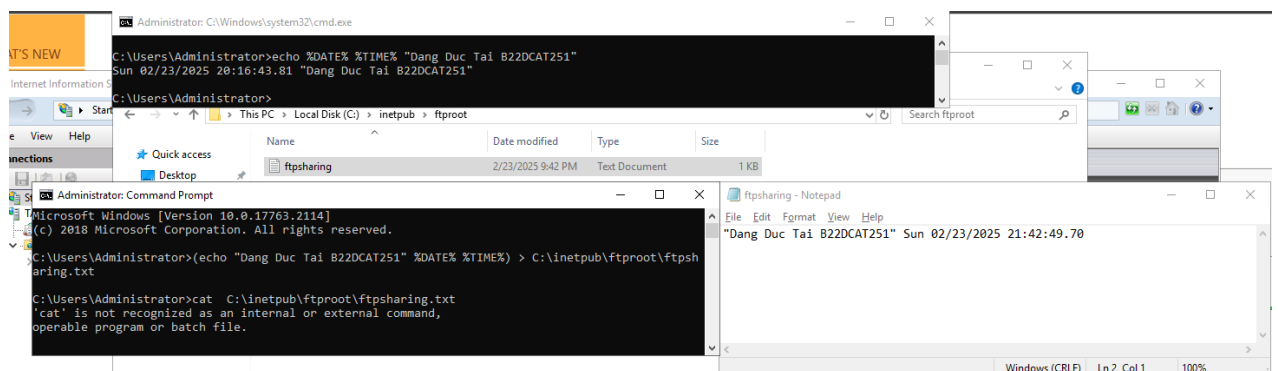 Administrator: C:\Windows\system32\cmd.exe
C:\Users\Administrator>echo %DATE% %TIME% "Dang Duc Tai B22DCAT251"
Sun 02/23/2025 20:16:43.81 "Dang Duc Tai B22DCAT251"
C:\Users\Administrator>
AT'S NEW
Internet Information S
Start
View Help
This PC > Local Disk (C:) > inetpub > ftproot
Search ftproot
Name Date modified Type Size
Quick access
ftpsharing 2/23/2025 9:42 PM Text Document 1 KB
Desktop
nnections
Administrator: Command Prompt
Microsoft Windows [Version 10.0.17763.2114]
(c) 2018 Microsoft Corporation. All rights reserved.
C:\Users\Administrator>(echo "Dang Duc Tai B22DCAT251" %DATE% %TIME%) > C:\inetpub\ftproot\ftpsh
aring.txt
C:\Users\Administrator>cat  C:\inetpub\ftproot\ftpsharing.txt
'cat' is not recognized as an internal or external command,
operable program or batch file.
ftpsharing - Notepad
File Edit Format View Help
"Dang Duc Tai B22DCAT251" Sun 02/23/2025 21:42:49.70
Windows (CRLF) Ln 2, Col 1 100%